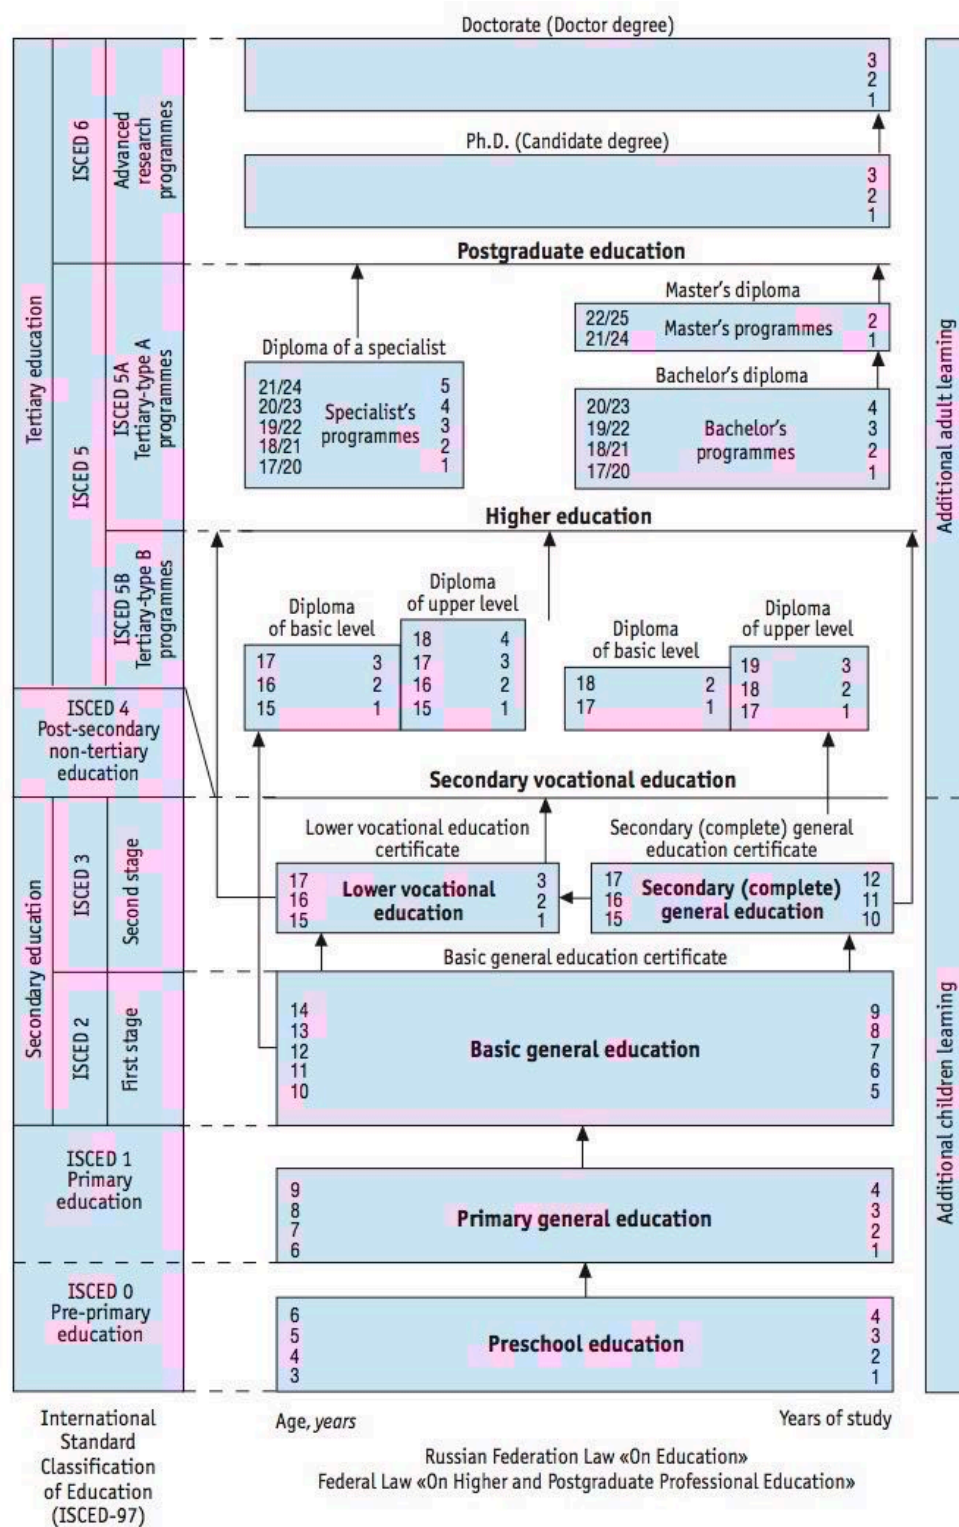 Doctorate (Doctor degree)
3
2
1
Ph.D. (Candidate degree)
3
2
1
Postgraduate education
Master's diploma
22/25 Master's programmes 2
21/24 1
Diploma of a specialist
21/24 5
20/23 Specialist's 4
19/22 programmes 3
18/21 2
17/20 1
Bachelor's diploma
20/23 4
19/22 Bachelor's 3
18/21 programmes 2
17/20 1
Higher education
Diploma
of basic level
17 3
16 2
15 1
Diploma
of upper level
18 4
17 3
16 2
15 1
Diploma
of basic level
18 2
17 1
Diploma
of upper level
19 3
18 2
17 1
Secondary vocational education
Lower vocational education
certificate
17 Lower vocational 3
16 education 2
15 1
Secondary (complete) general
education certificate
17 Secondary (complete) 12
16 general education 11
15 10
Basic general education certificate
14 9
13 8
12 Basic general education 7
11 6
10 5
9 4
8 Primary general education 3
7 2
6 1
6 4
5 Preschool education 3
4 2
3 1
Age, years
Years of study
Russian Federation Law «On Education»
Federal Law «On Higher and Postgraduate Professional Education»
Tertiary education
ISCED 6
Advanced
research
programmes
ISCED 5
ISCED 5A
Tertiary-type A
programmes
ISCED 5B
Tertiary-type B
programmes
ISCED 4
Post-secondary
non-tertiary
education
Secondary education
ISCED 3
Second stage
ISCED 2
First stage
ISCED 1
Primary
education
ISCED 0
Pre-primary
education
International
Standard
Classification
of Education
(ISCED-97)
Additional adult learning
Additional children learning